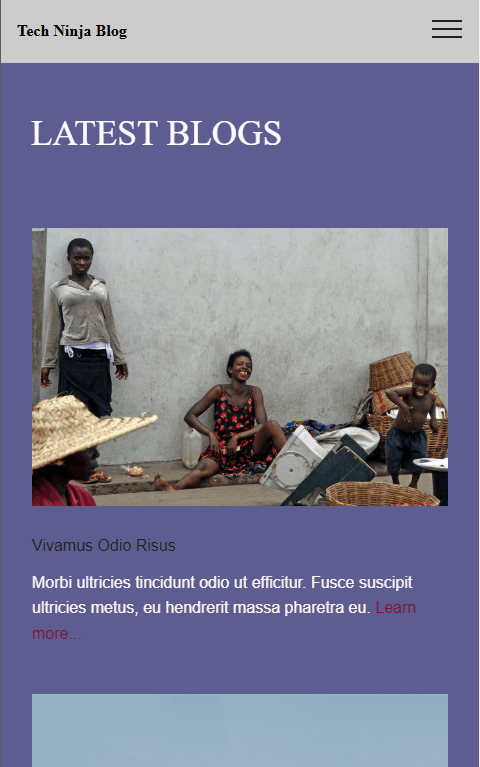 Tech Ninja Blog
LATEST BLOGS
Vivamus Odio Risus
Morbi ultricies tincidunt odio ut efficitur. Fusce suscipit
ultricies metus, eu hendrerit massa pharetra eu. Learn
more...